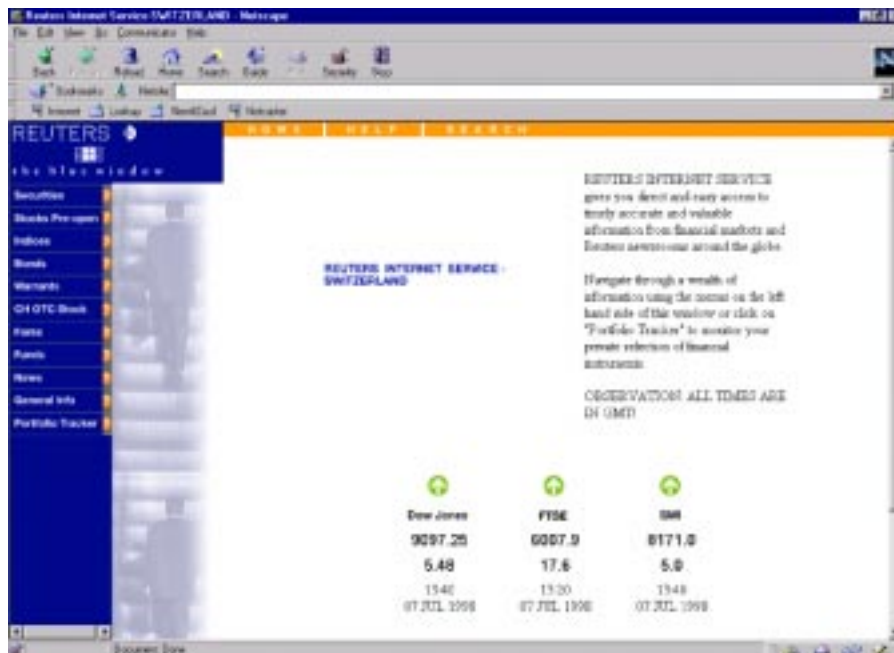 Reuters Internet Service SWITZERLAND - Netscape
File Edit View Go Communicator Help
Back Reload Home Search Guide Security Stop
Bookmarks Netsite
Internet Lookup Netcaster
HOME | HELP | SEARCH
REUTERS
the blue window
Securities
Stocks Pre-open
Indices
Bonds
Warrants
CH OTC Stock
Forex
Funds
News
General Info
Portfolio Tracker
REUTERS INTERNET SERVICE -
SWITZERLAND
REUTERS INTERNET SERVICE
gives you direct and easy access to
timely accurate and valuable
information from financial markets and
Reuters newsrooms around the globe.
Navigate through a wealth of
information using the menus on the left
hand side of this window or click on
"Portfolio Tracker" to monitor your
private selection of financial
instruments.
OBSERVATION: ALL TIMES ARE
IN GMT!
Dow Jones FTSE SMI
9097.25 6007.9 8171.0
5.48 17.6 5.0
13:20
07 JUL 1998 07 JUL 1998 07 JUL 1998
Document: Done